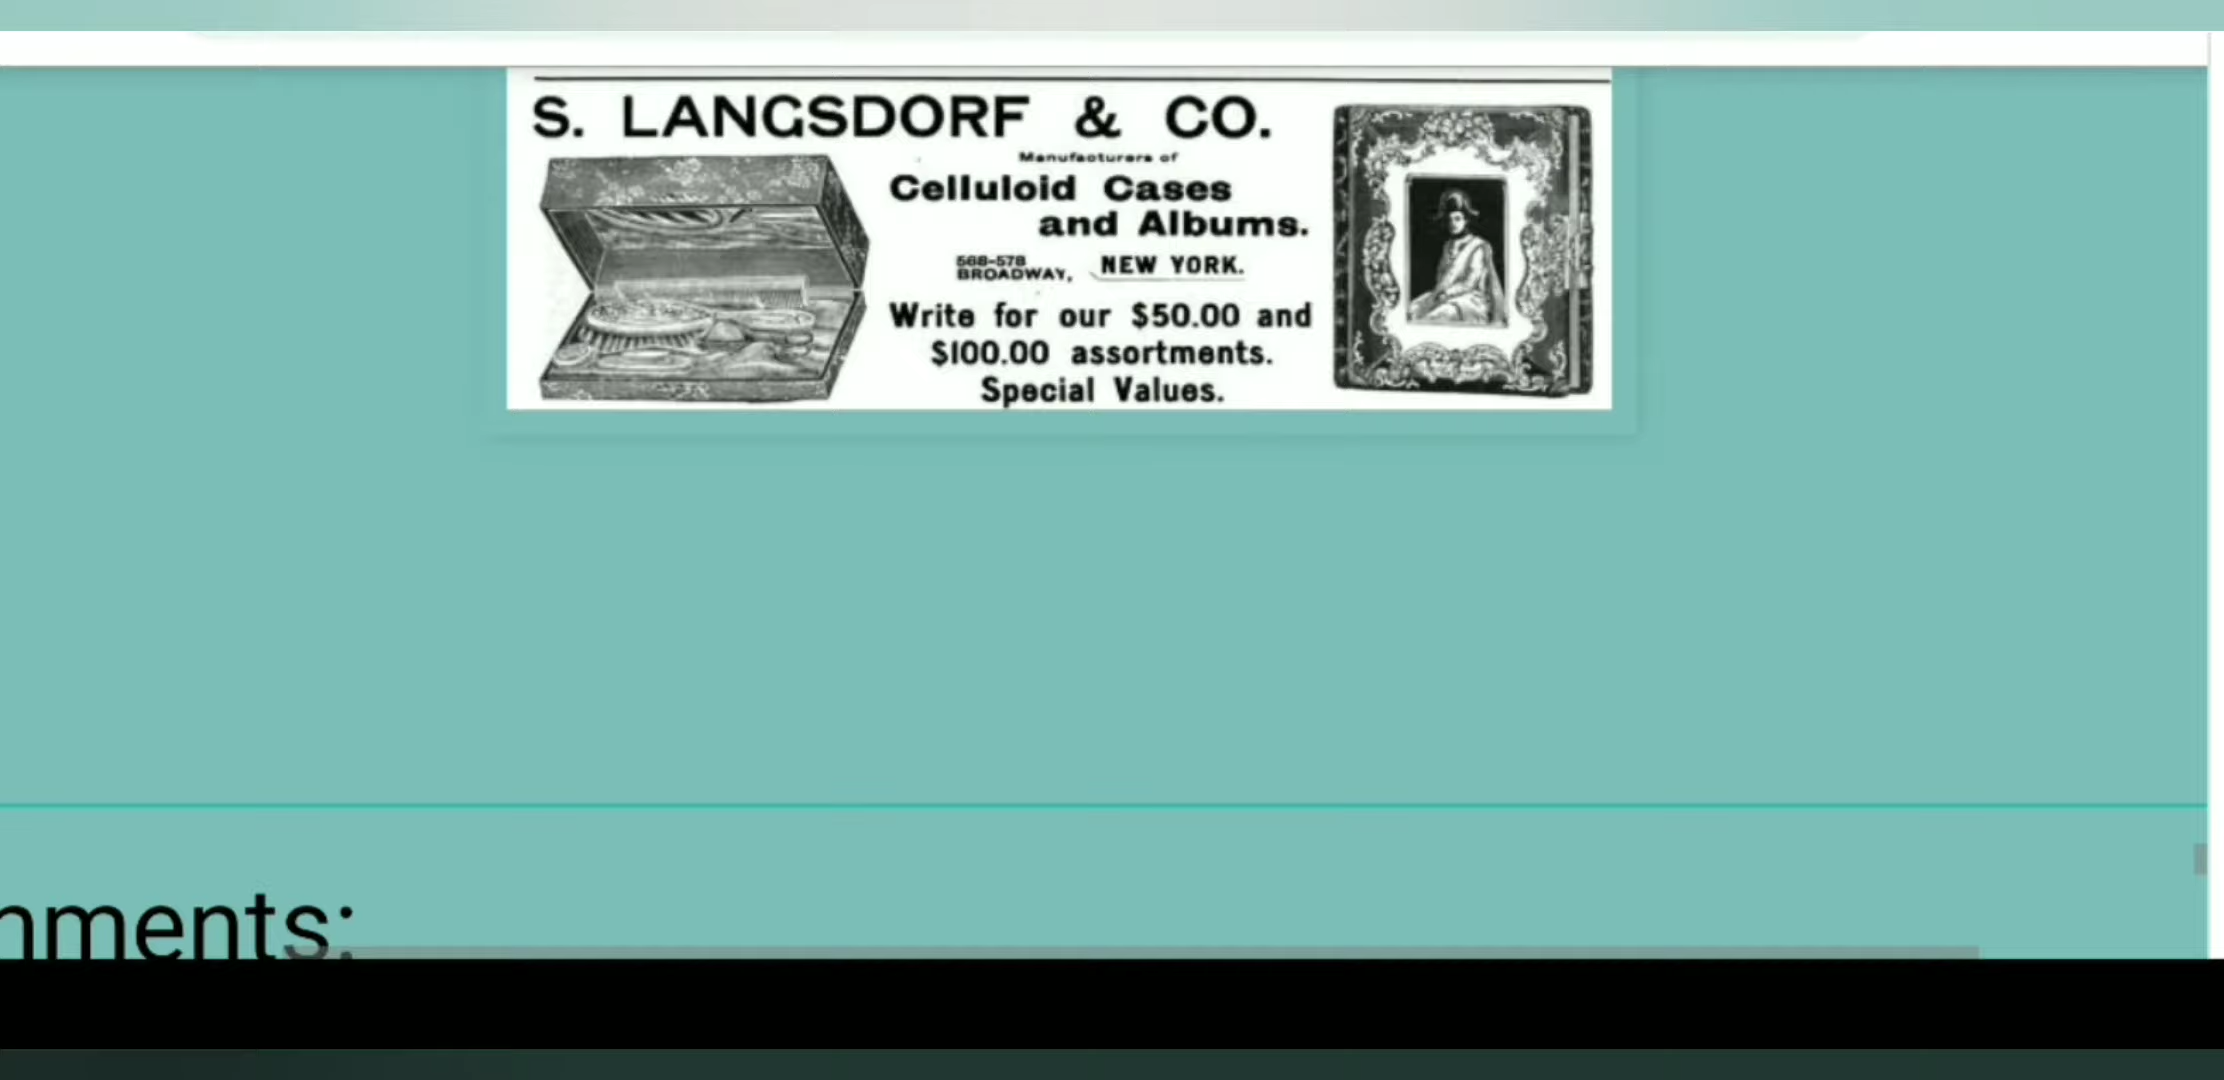 S. LANGSDORF & CO.
Manufacturers of
Celluloid Cases
and Albums.
568-578
BROADWAY, NEW YORK.
Write for our $50.00 and
$100.00 assortments.
Special Values.
mments: